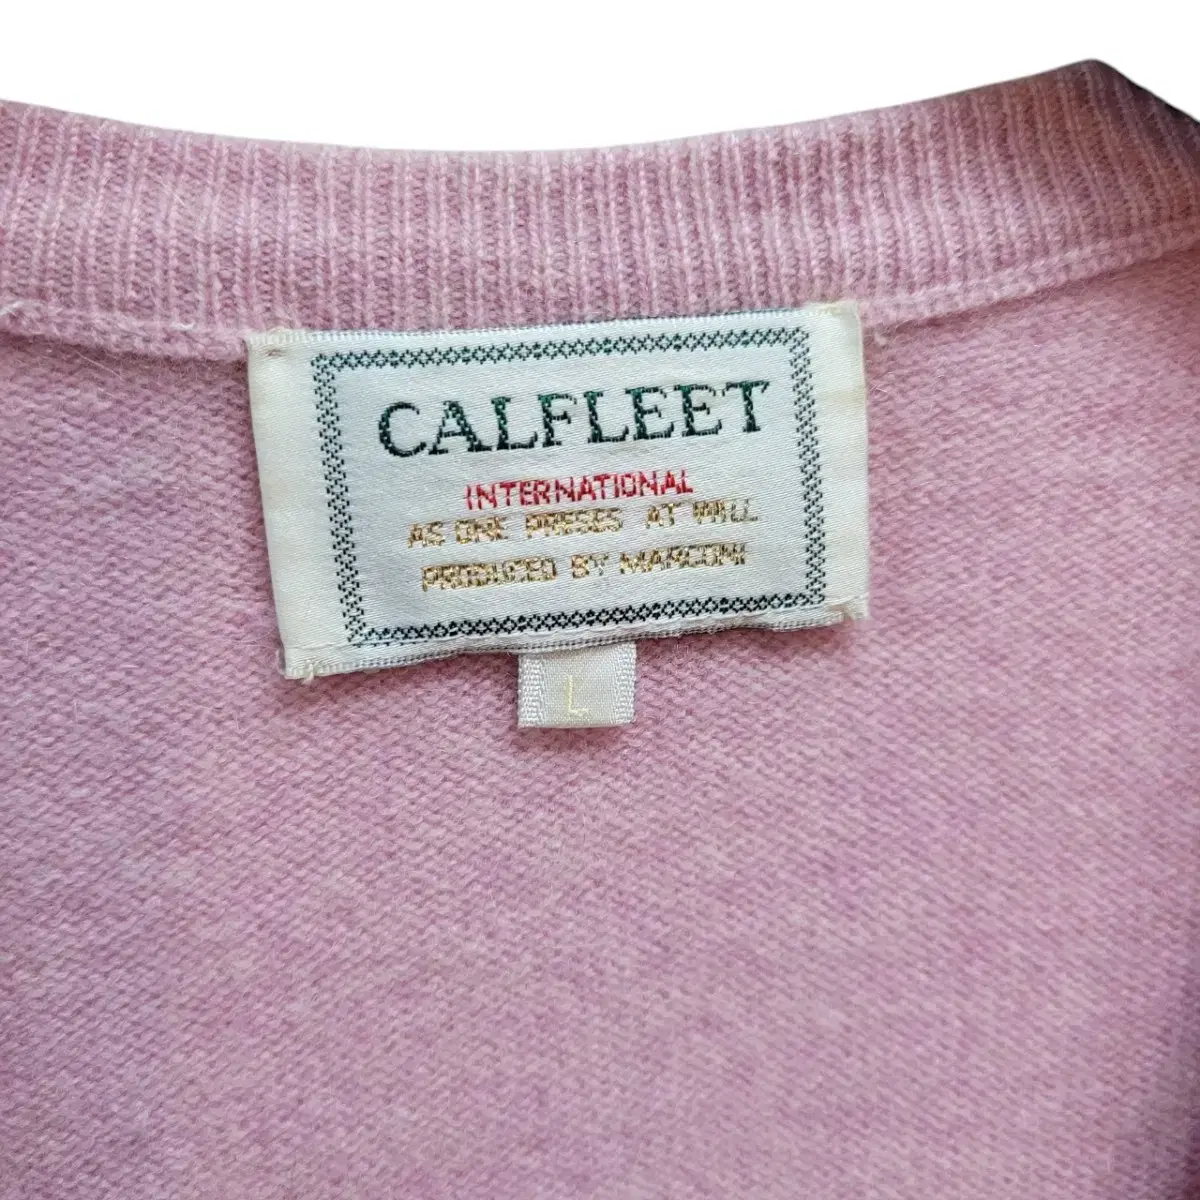 CALFLEET
INTERNATIONAL
AS ONE PRESES AT WILL
PRODUCED BY MARCONI
L